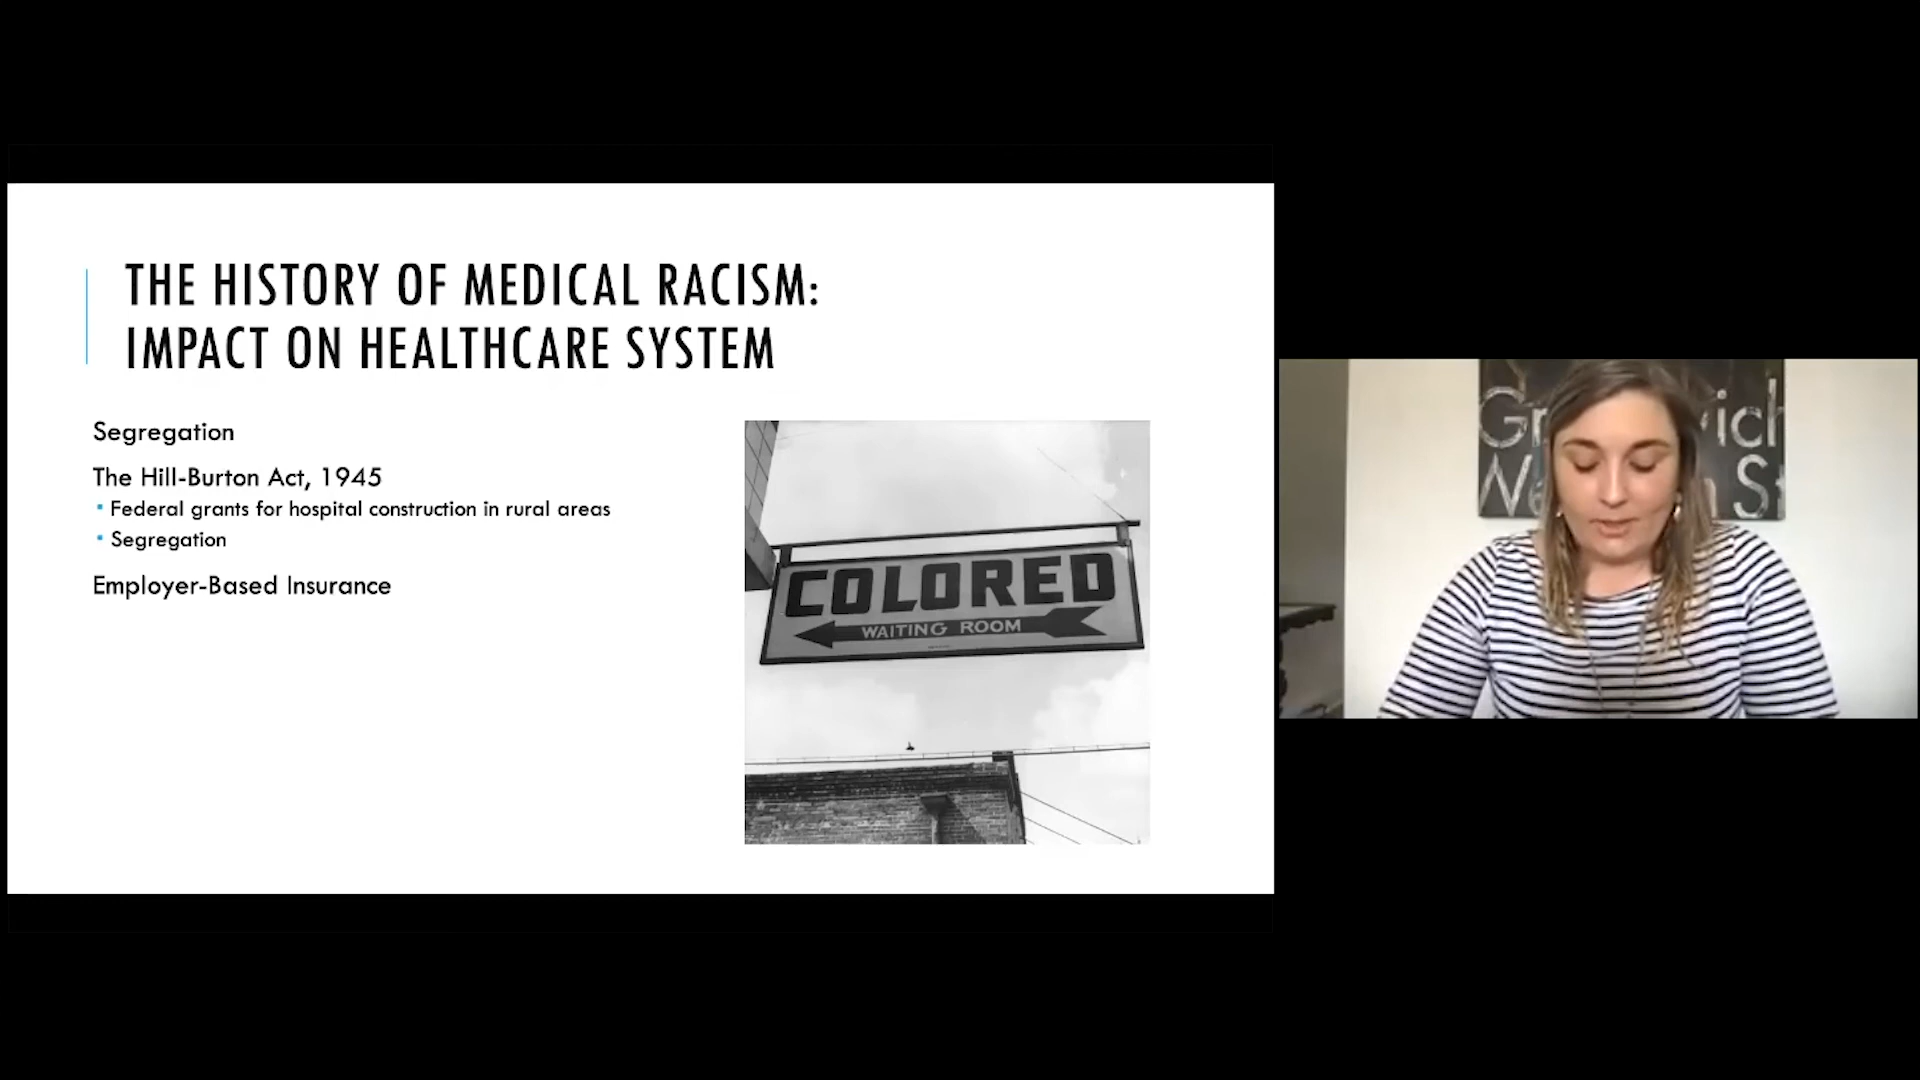 THE HISTORY OF MEDICAL RACISM:
IMPACT ON HEALTHCARE SYSTEM
Segregation
The Hill-Burton Act, 1945
Federal grants for hospital construction in rural areas
Segregation
Employer-Based Insurance
COLORED
WAITING ROOM